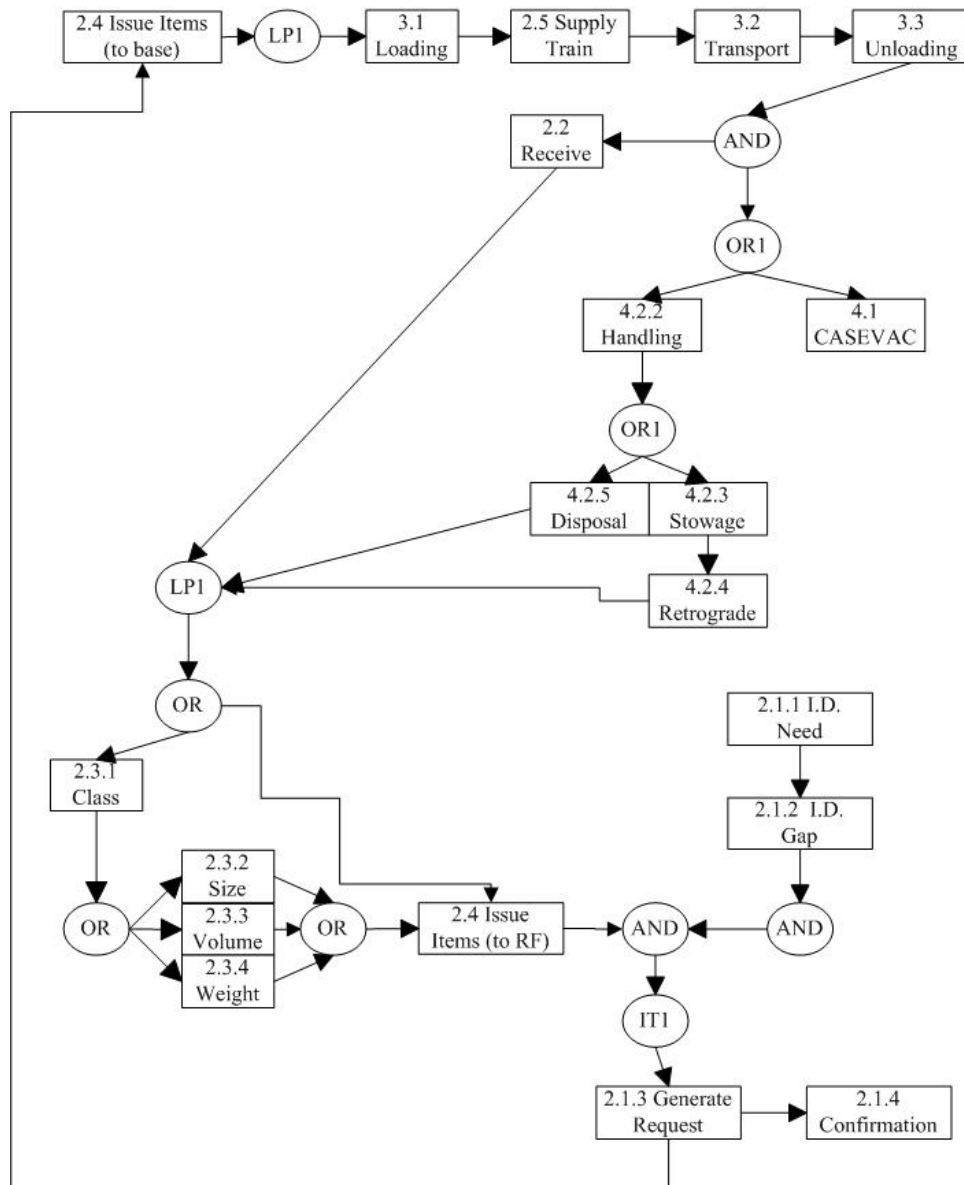 2.4 Issue Items
(to base)
LP1
3.1
Loading
2.5 Supply
Train
3.2
Transport
3.3
Unloading
2.2
Receive
AND
OR1
4.2.2
Handling
4.1
CASEVAC
OR1
4.2.5
Disposal
4.2.3
Stowage
LP1
4.2.4
Retrograde
OR
2.1.1 I.D.
Need
2.3.1
Class
2.1.2 I.D.
Gap
2.3.2
Size
OR
2.3.3
Volume
OR
2.4 Issue
Items (to RF)
AND
AND
2.3.4
Weight
IT1
2.1.3 Generate
Request
2.1.4
Confirmation